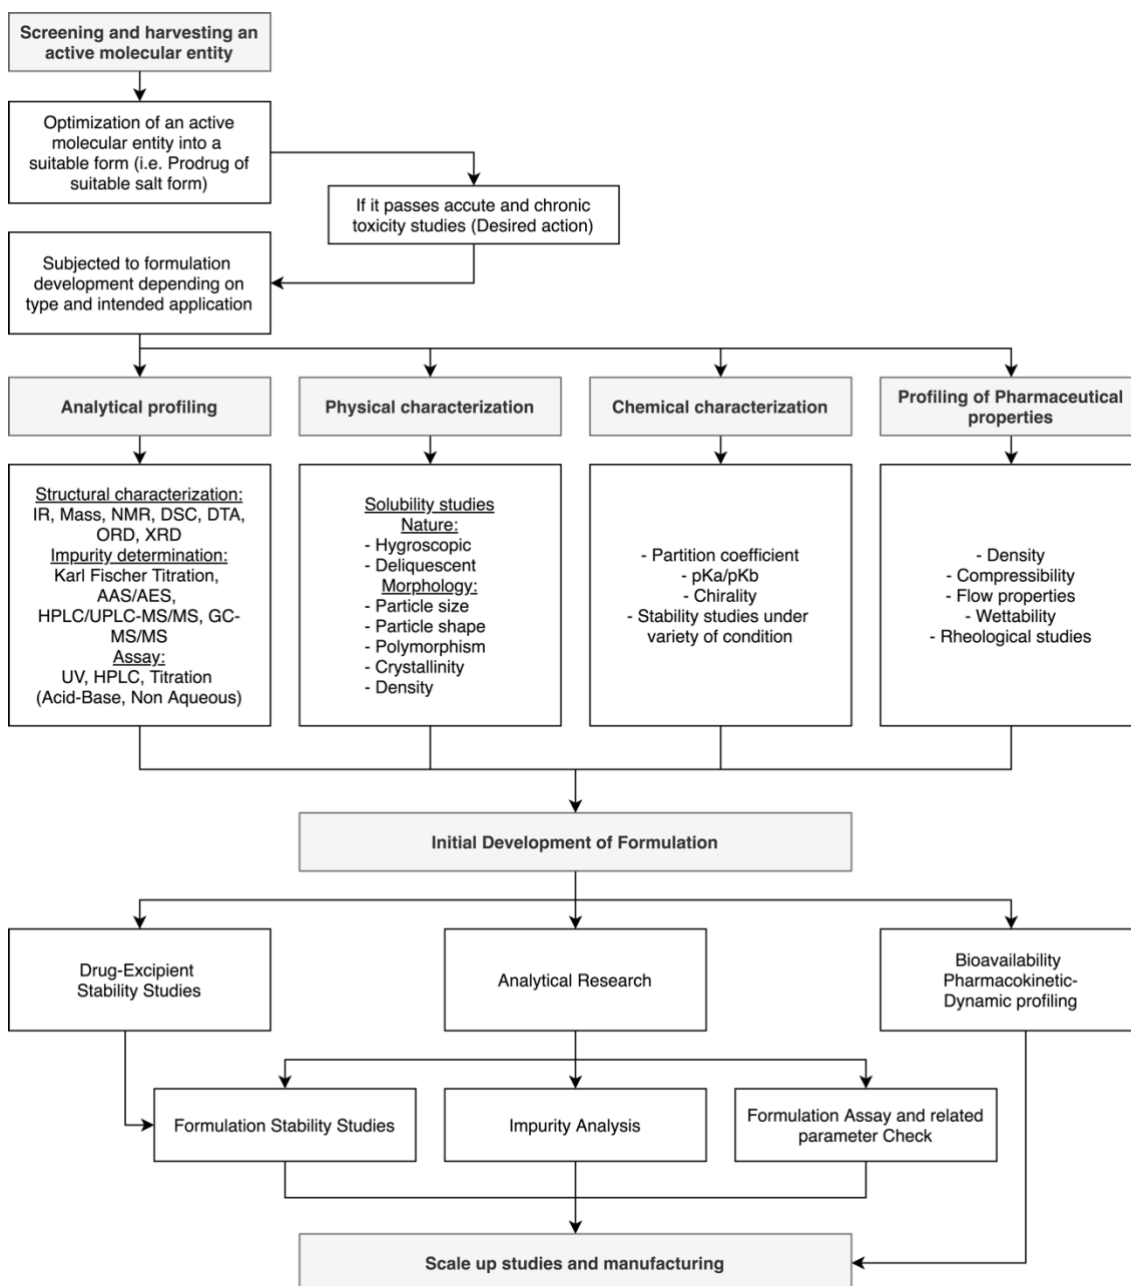 Screening and harvesting an
active molecular entity
Optimization of an active
molecular entity into a
suitable form (i.e. Prodrug of
suitable salt form)
If it passes accute and chronic
toxicity studies (Desired action)
Subjected to formulation
development depending on
type and intended application
Analytical profiling
Physical characterization
Chemical characterization
Profiling of Pharmaceutical
properties
Structural characterization:
IR, Mass, NMR, DSC, DTA,
ORD, XRD
Impurity determination:
Karl Fischer Titration,
AAS/AES,
HPLC/UPLC-MS/MS, GC-
MS/MS
Assay:
UV, HPLC, Titration
(Acid-Base, Non Aqueous)
Solubility studies
Nature:
- Hygroscopic
- Deliquescent
Morphology:
- Particle size
- Particle shape
- Polymorphism
- Crystallinity
- Density
- Partition coefficient
- pKa/pKb
- Chirality
- Stability studies under
variety of condition
- Density
- Compressibility
- Flow properties
- Wettability
- Rheological studies
Initial Development of Formulation
Drug-Excipient
Stability Studies
Analytical Research
Bioavailability
Pharmacokinetic-
Dynamic profiling
Formulation Stability Studies
Impurity Analysis
Formulation Assay and related
parameter Check
Scale up studies and manufacturing